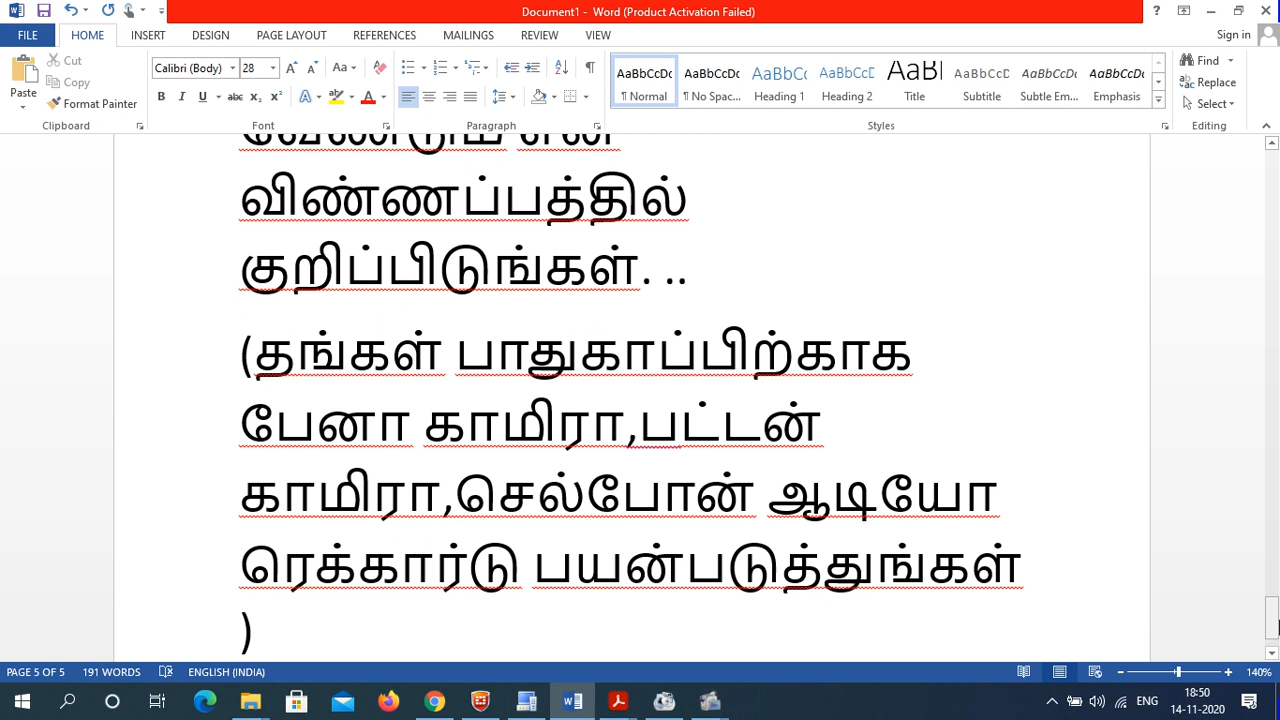 Document1 - Word (Product Activation Failed)
FILE HOME INSERT DESIGN PAGE LAYOUT REFERENCES MAILINGS REVIEW VIEW Sign in
Cut
Copy
Format Painter
Paste
Calibri (Body) 28
AaBbCcDc AaBbCcDc AaBbCc AaBbCcD AaBl AaBbCcD AaBbCcDc AaBbCcDc
¶ Normal ¶ No Spac... Heading 1 Heading 2 Title Subtitle Subtle Em... Emphasis
Find
Replace
Select
Clipboard Font Paragraph Styles Editing
வேண்டும் என
விண்ணப்பத்தில்
குறிப்பிடுங்கள். ..
(தங்கள் பாதுகாப்பிற்காக
பேனா காமிரா,பட்டன்
காமிரா,செல்போன் ஆடியோ
ரெக்கார்டு பயன்படுத்துங்கள்
)
PAGE 5 OF 5 191 WORDS ENGLISH (INDIA) 140%
ENG 18:50
14-11-2020